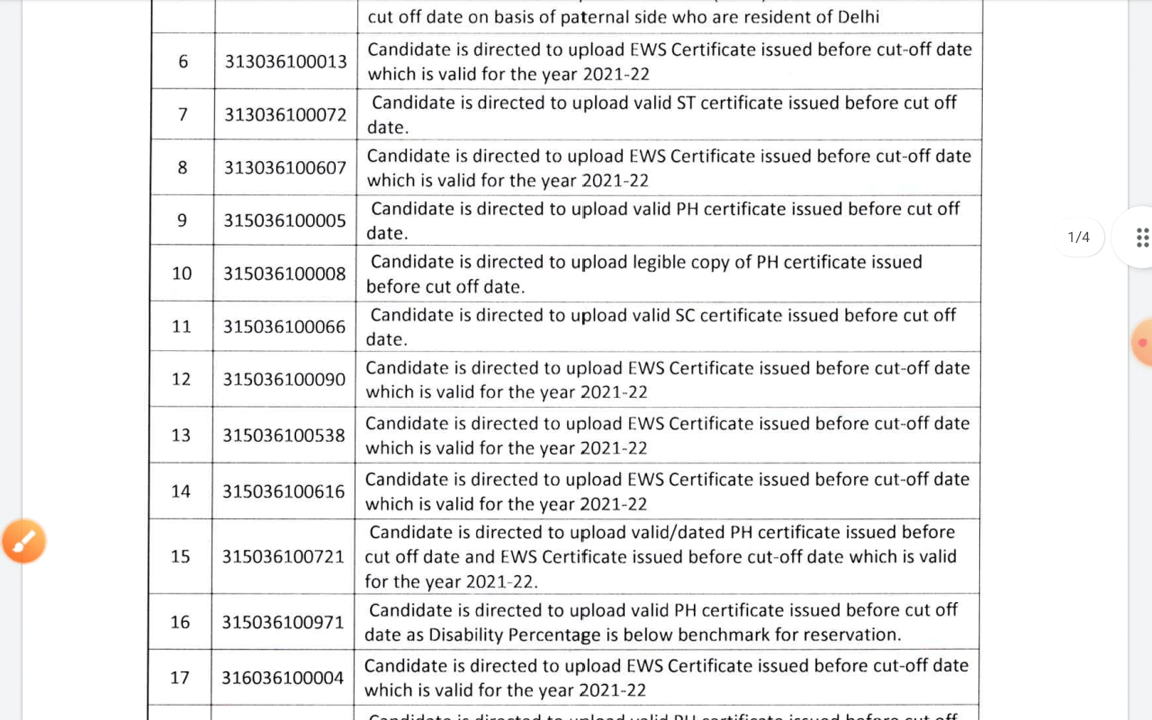 cut off date on basis of paternal side who are resident of Delhi
6 313036100013 Candidate is directed to upload EWS Certificate issued before cut-off date
which is valid for the year 2021-22
7 313036100072 Candidate is directed to upload valid ST certificate issued before cut off
date.
8 313036100607 Candidate is directed to upload EWS Certificate issued before cut-off date
which is valid for the year 2021-22
9 315036100005 Candidate is directed to upload valid PH certificate issued before cut off
date.
1/4
10 315036100008 Candidate is directed to upload legible copy of PH certificate issued
before cut off date.
11 315036100066 Candidate is directed to upload valid SC certificate issued before cut off
date.
12 315036100090 Candidate is directed to upload EWS Certificate issued before cut-off date
which is valid for the year 2021-22
13 315036100538 Candidate is directed to upload EWS Certificate issued before cut-off date
which is valid for the year 2021-22
14 315036100616 Candidate is directed to upload EWS Certificate issued before cut-off date
which is valid for the year 2021-22
15 315036100721 Candidate is directed to upload valid/dated PH certificate issued before
cut off date and EWS Certificate issued before cut-off date which is valid
for the year 2021-22.
16 315036100971 Candidate is directed to upload valid PH certificate issued before cut off
date as Disability Percentage is below benchmark for reservation.
17 316036100004 Candidate is directed to upload EWS Certificate issued before cut-off date
which is valid for the year 2021-22
Candidate is directed to upload valid PH certificate issued before cut off